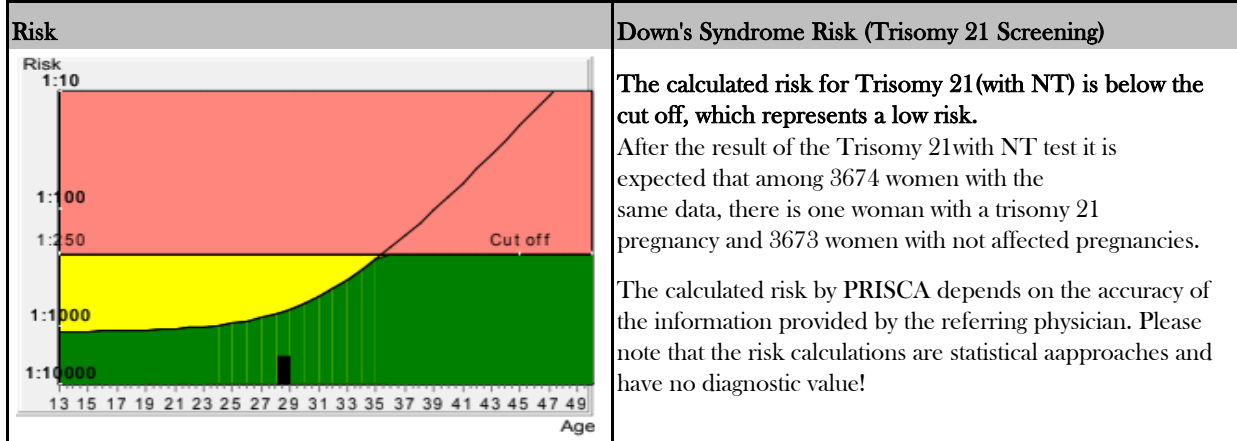 Risk
Down's Syndrome Risk (Trisomy 21 Screening)
Risk
1:10
1:100
1:250
Cut off
1:1000
1:10000
13 15 17 19 21 23 25 27 29 31 33 35 37 39 41 43 45 47 49
Age
The calculated risk for Trisomy 21(with NT) is below the
cut off, which represents a low risk.
After the result of the Trisomy 21with NT test it is
expected that among 3674 women with the
same data, there is one woman with a trisomy 21
pregnancy and 3673 women with not affected pregnancies.
The calculated risk by PRISCA depends on the accuracy of
the information provided by the referring physician. Please
note that the risk calculations are statistical aapproaches and
have no diagnostic value!